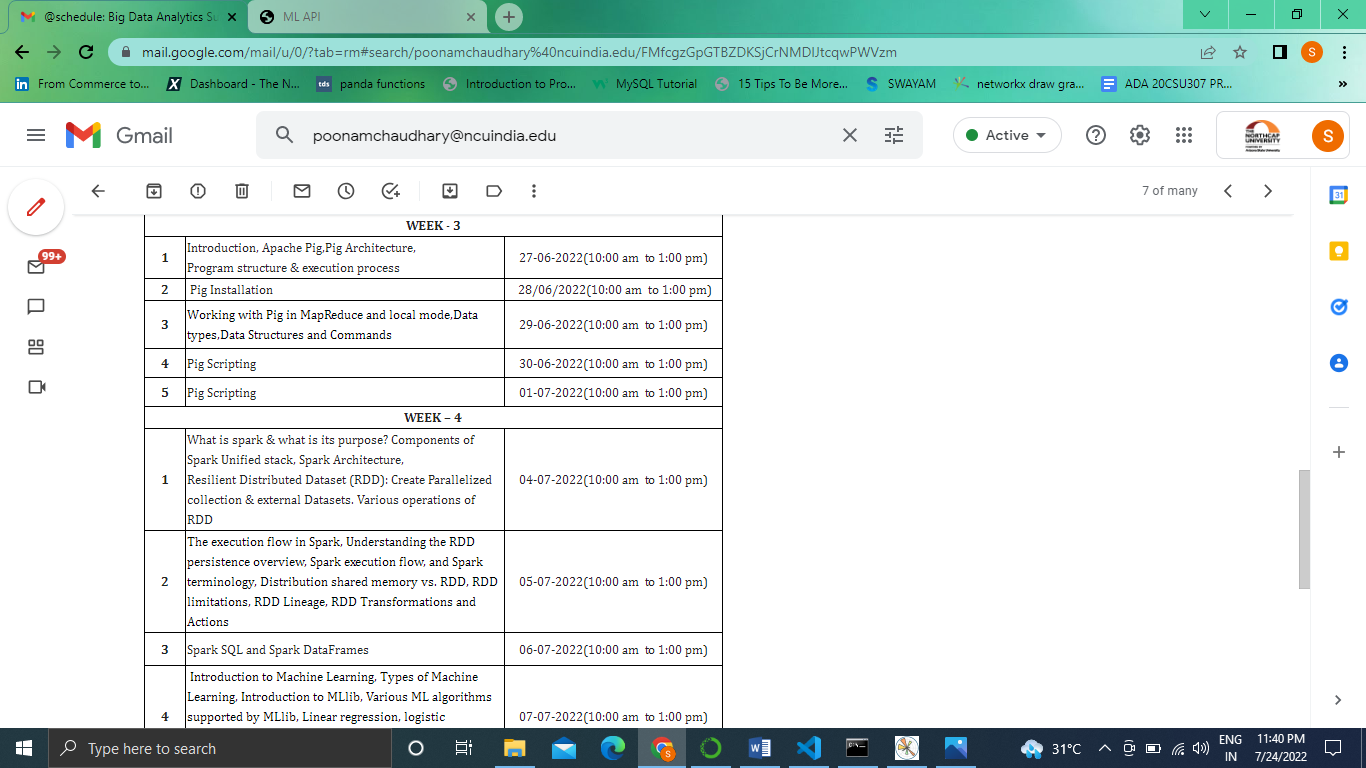 @schedule: Big Data Analytics Su
ML API
mail.google.com/mail/u/0/?tab=rm#search/poonamchaudhary%40ncuindia.edu/FMfcgzGpGTBZDKSjCrNMDlJtcqwPWVzm
S
From Commerce to...
Dashboard - The N...
tds
panda functions
Introduction to Pro...
MySQL Tutorial
15 Tips To Be More...
SWAYAM
networkx draw gra...
ADA 20CSU307 PR...
»
Gmail
poonamchaudhary@ncuindia.edu
Active
THE NORTHCAP
UNIVERSITY
S
7 of many
31
99+
WEEK - 3
1 Introduction, Apache Pig,Pig Architecture,
Program structure & execution process 27-06-2022(10:00 am to 1:00 pm)
2 Pig Installation 28/06/2022(10:00 am to 1:00 pm)
3 Working with Pig in MapReduce and local mode,Data
types,Data Structures and Commands 29-06-2022(10:00 am to 1:00 pm)
4 Pig Scripting 30-06-2022(10:00 am to 1:00 pm)
5 Pig Scripting 01-07-2022(10:00 am to 1:00 pm)
WEEK – 4
1 What is spark & what is its purpose? Components of
Spark Unified stack, Spark Architecture,
Resilient Distributed Dataset (RDD): Create Parallelized
collection & external Datasets. Various operations of
RDD 04-07-2022(10:00 am to 1:00 pm)
2 The execution flow in Spark, Understanding the RDD
persistence overview, Spark execution flow, and Spark
terminology, Distribution shared memory vs. RDD, RDD
limitations, RDD Lineage, RDD Transformations and
Actions 05-07-2022(10:00 am to 1:00 pm)
3 Spark SQL and Spark DataFrames 06-07-2022(10:00 am to 1:00 pm)
4 Introduction to Machine Learning, Types of Machine
Learning, Introduction to MLlib, Various ML algorithms
supported by MLlib, Linear regression, logistic 07-07-2022(10:00 am to 1:00 pm)
Type here to search
31°C
ENG
IN
11:40 PM
7/24/2022